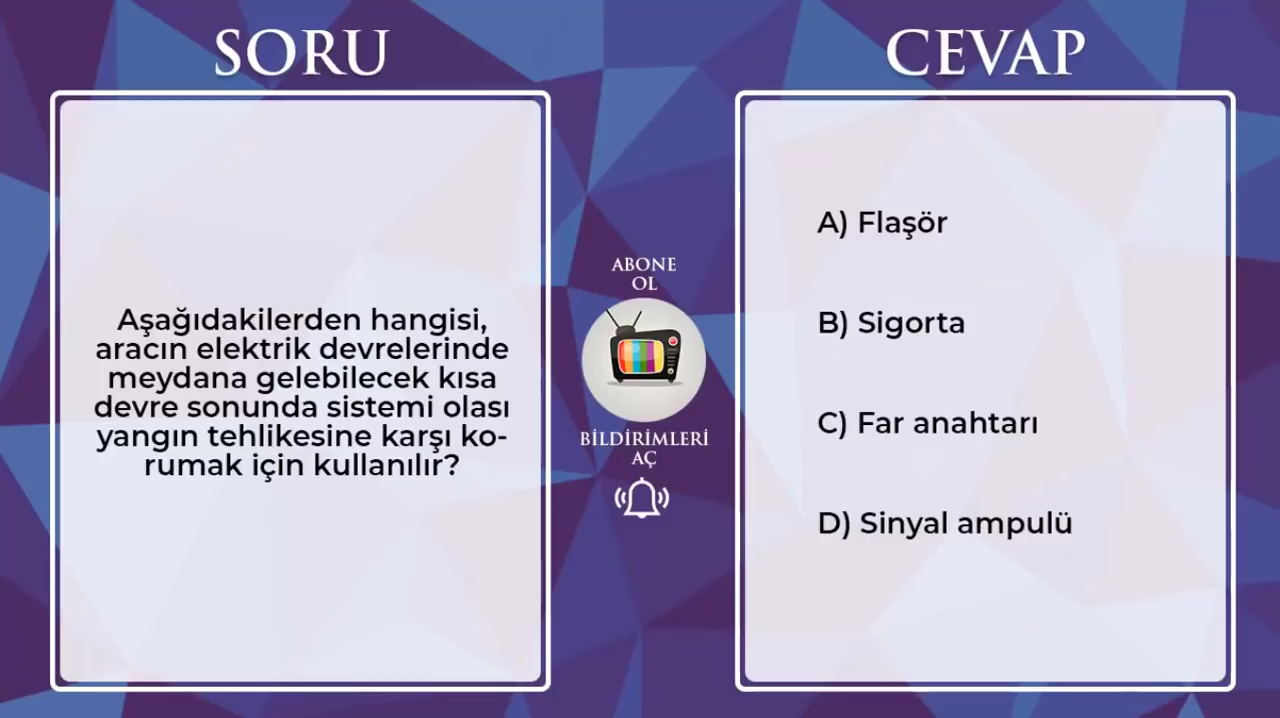 SORU
Aşağıdakilerden hangisi,
aracın elektrik devrelerinde
meydana gelebilecek kısa
devre sonunda sistemi olası
yangın tehlikesine karşı ko-
rumak için kullanılır?
ABONE
OL
BİLDİRİMLERİ
AÇ
CEVAP
A) Flaşör
B) Sigorta
C) Far anahtarı
D) Sinyal ampulü